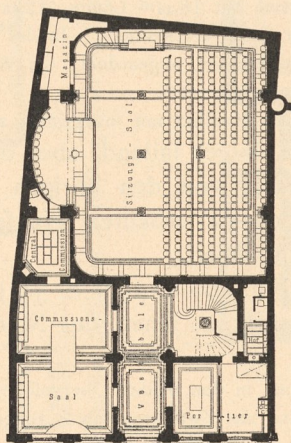 Magazin
Sitzungs-Saal
Central
Commission
Commissions-
Saal
Vestibule
Portier